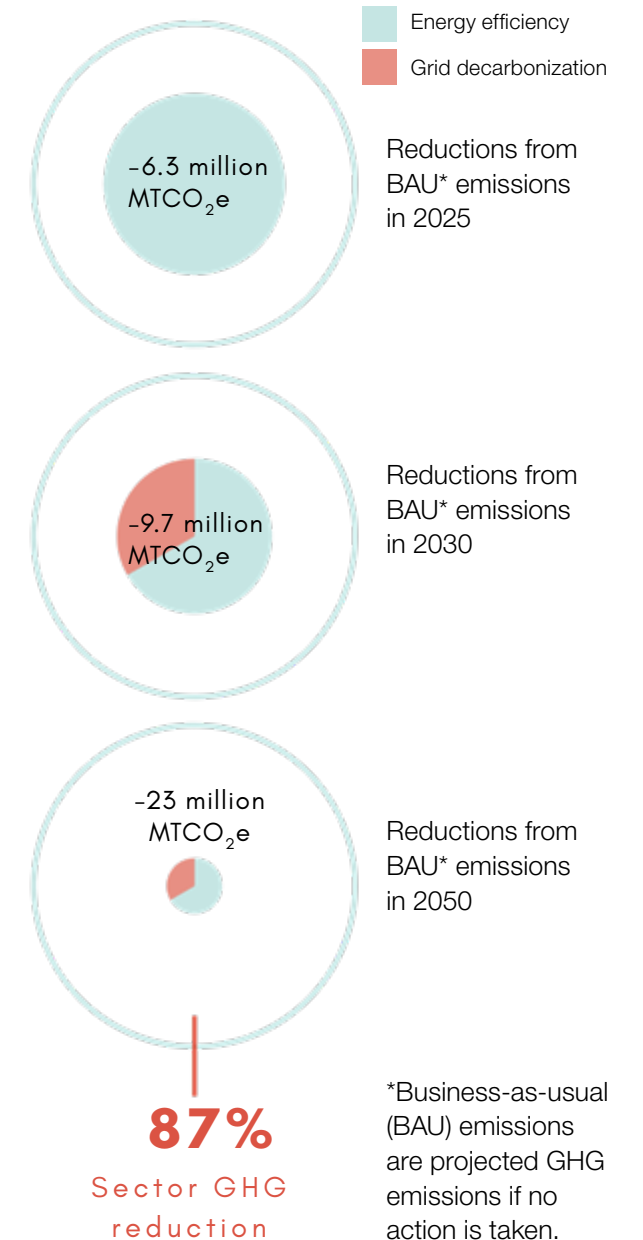 Energy efficiency
Grid decarbonization
-6.3 million
MTCO₂e
Reductions from
BAU* emissions
in 2025
-9.7 million
MTCO₂e
Reductions from
BAU* emissions
in 2030
-23 million
MTCO₂e
Reductions from
BAU* emissions
in 2050
87%
Sector GHG
reduction
*Business-as-usual
(BAU) emissions
are projected GHG
emissions if no
action is taken.